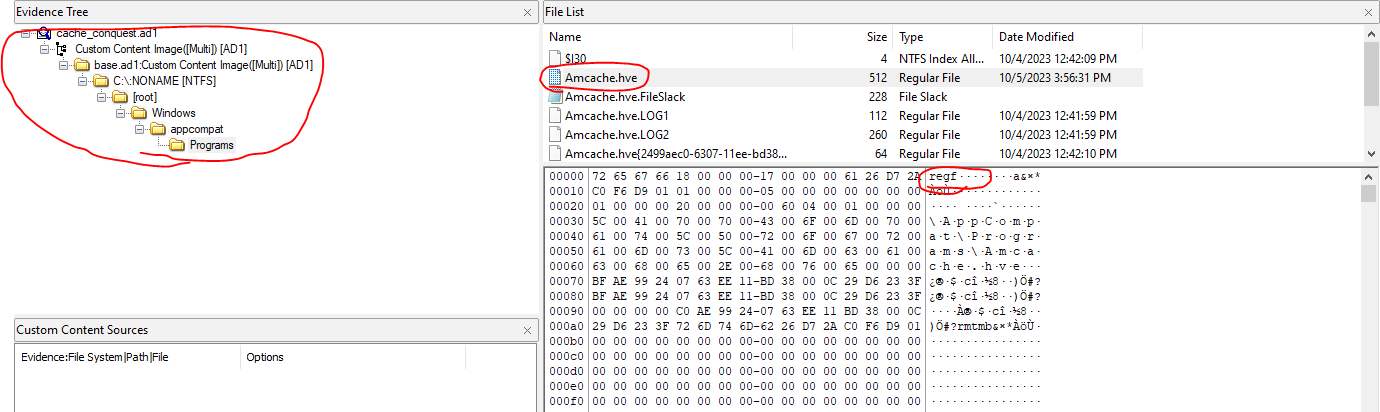 Evidence Tree
cache_conquest.ad1
Custom Content Image([Multi]) [AD1]
base.ad1:Custom Content Image([Multi]) [AD1]
C:\:NONAME [NTFS]
[root]
Windows
appcompat
Programs
Custom Content Sources
Evidence:File System|Path|File Options
File List
Name Size Type Date Modified
$I30 4 NTFS Index All... 10/4/2023 12:42:09 PM
Amcache.hve 512 Regular File 10/5/2023 3:56:31 PM
Amcache.hve.FileSlack 228 File Slack
Amcache.hve.LOG1 112 Regular File 10/4/2023 12:41:59 PM
Amcache.hve.LOG2 260 Regular File 10/4/2023 12:41:59 PM
Amcache.hve{2499aec0-6307-11ee-bd38... 64 Regular File 10/4/2023 12:42:10 PM
00000 72 65 67 66 18 00 00 00-17 00 00 00 61 26 D7 2A regf········a&×*
00010 C0 F6 D9 01 01 00 00 00-05 00 00 00 00 00 00 00 ÀöÙ·············
00020 01 00 00 00 20 00 00 00-00 60 04 00 01 00 00 00 ···· ····`······
00030 5C 00 41 00 70 00 70 00-43 00 6F 00 6D 00 70 00 \·A·p·p·C·o·m·p·
00040 61 00 74 00 5C 00 50 00-72 00 6F 00 67 00 72 00 a·t·\·P·r·o·g·r·
00050 61 00 6D 00 73 00 5C 00-41 00 6D 00 63 00 61 00 a·m·s·\·A·m·c·a·
00060 63 00 68 00 65 00 2E 00-68 00 76 00 65 00 00 00 c·h·e·.·h·v·e···
00070 BF AE 99 24 07 63 EE 11-BD 38 00 0C 29 D6 23 3F ¿®·$·cî·½8··)Ö#?
00080 BF AE 99 24 07 63 EE 11-BD 38 00 0C 29 D6 23 3F ¿®·$·cî·½8··)Ö#?
00090 00 00 00 00 C0 AE 99 24-07 63 EE 11 BD 38 00 0C ····À®·$·cî·½8··
000a0 29 D6 23 3F 72 6D 74 6D-62 26 D7 2A C0 F6 D9 01 )Ö#?rmtmb&×*ÀöÙ·
000b0 00 00 00 00 00 00 00 00-00 00 00 00 00 00 00 00 ················
000c0 00 00 00 00 00 00 00 00-00 00 00 00 00 00 00 00 ················
000d0 00 00 00 00 00 00 00 00-00 00 00 00 00 00 00 00 ················
000e0 00 00 00 00 00 00 00 00-00 00 00 00 00 00 00 00 ················
000f0 00 00 00 00 00 00 00 00-00 00 00 00 00 00 00 00 ················